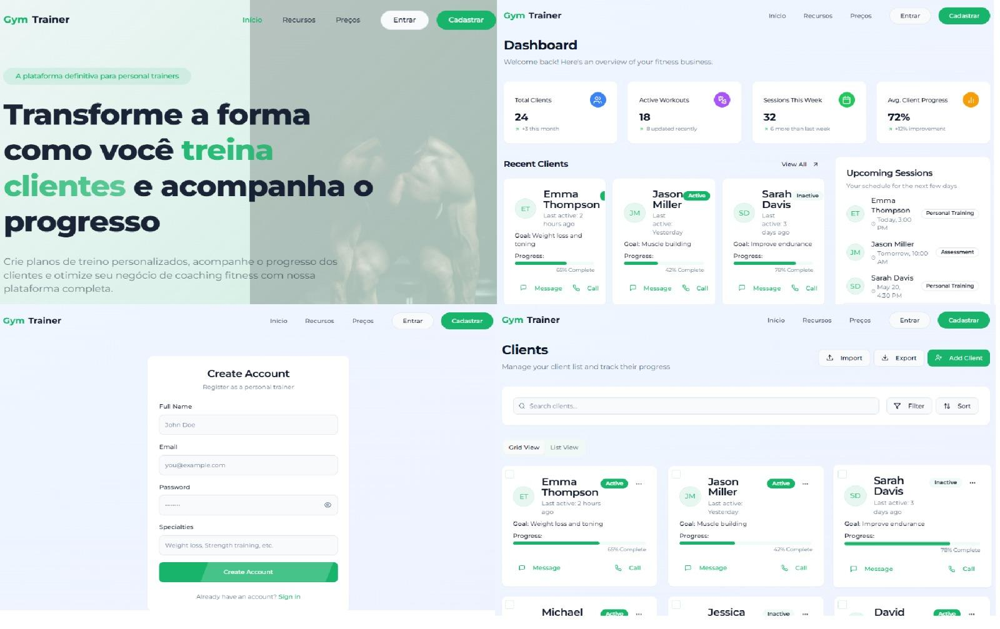 Gym Trainer
Início Recursos Preços Entrar Cadastrar
A plataforma definitiva para personal trainers
Transforme a forma
como você treina
clientes e acompanha o
progresso
Crie planos de treino personalizados, acompanhe o progresso dos
clientes e otimize seu negócio de coaching fitness com nossa
plataforma completa.
Gym Trainer
Início Recursos Preços Entrar Cadastrar
Dashboard
Welcome back! Here's an overview of your fitness business.
Total Clients
24
+3 this month
Active Workouts
18
8 updated recently
Sessions This Week
32
6 more than last week
Avg. Client Progress
72%
+12% improvement
Recent Clients
View All
ET
Emma
Thompson
Last active: 2
hours ago
Goal: Weight loss and
toning
Progress:
65% Complete
Message Call
JM
Jason
Miller
Active
Last
active:
Yesterday
Goal: Muscle building
Progress:
42% Complete
Message Call
SD
Sarah
Davis
Inactive
Last
active: 3
days ago
Goal: Improve endurance
Progress:
78% Complete
Message Call
Upcoming Sessions
Your schedule for the next few days
ET
Emma
Thompson
Today, 3:00
PM
Personal Training
JM
Jason Miller
Tomorrow, 10:00
AM
Assessment
SD
Sarah Davis
May 20,
4:30 PM
Personal Training
Gym Trainer
Início Recursos Preços Entrar Cadastrar
Create Account
Register as a personal trainer
Full Name
John Doe
Email
you@example.com
Password
••••••••
Specialties
Weight loss, Strength training, etc.
Create Account
Already have an account? Sign in
Gym Trainer
Início Recursos Preços Entrar Cadastrar
Clients
Manage your client list and track their progress
Import Export Add Client
Search clients...
Filter Sort
Grid View List View
ET
Emma
Thompson
Active ...
Last active: 2 hours
ago
Goal: Weight loss and toning
Progress:
65% Complete
Message Call
JM
Jason
Miller
Active ...
Last active:
Yesterday
Goal: Muscle building
Progress:
42% Complete
Message Call
SD
Sarah
Davis
Inactive ...
Last active: 3
days ago
Goal: Improve endurance
Progress:
78% Complete
Message Call
Michael
Active ...
Jessica
Inactive ...
David
Active ...